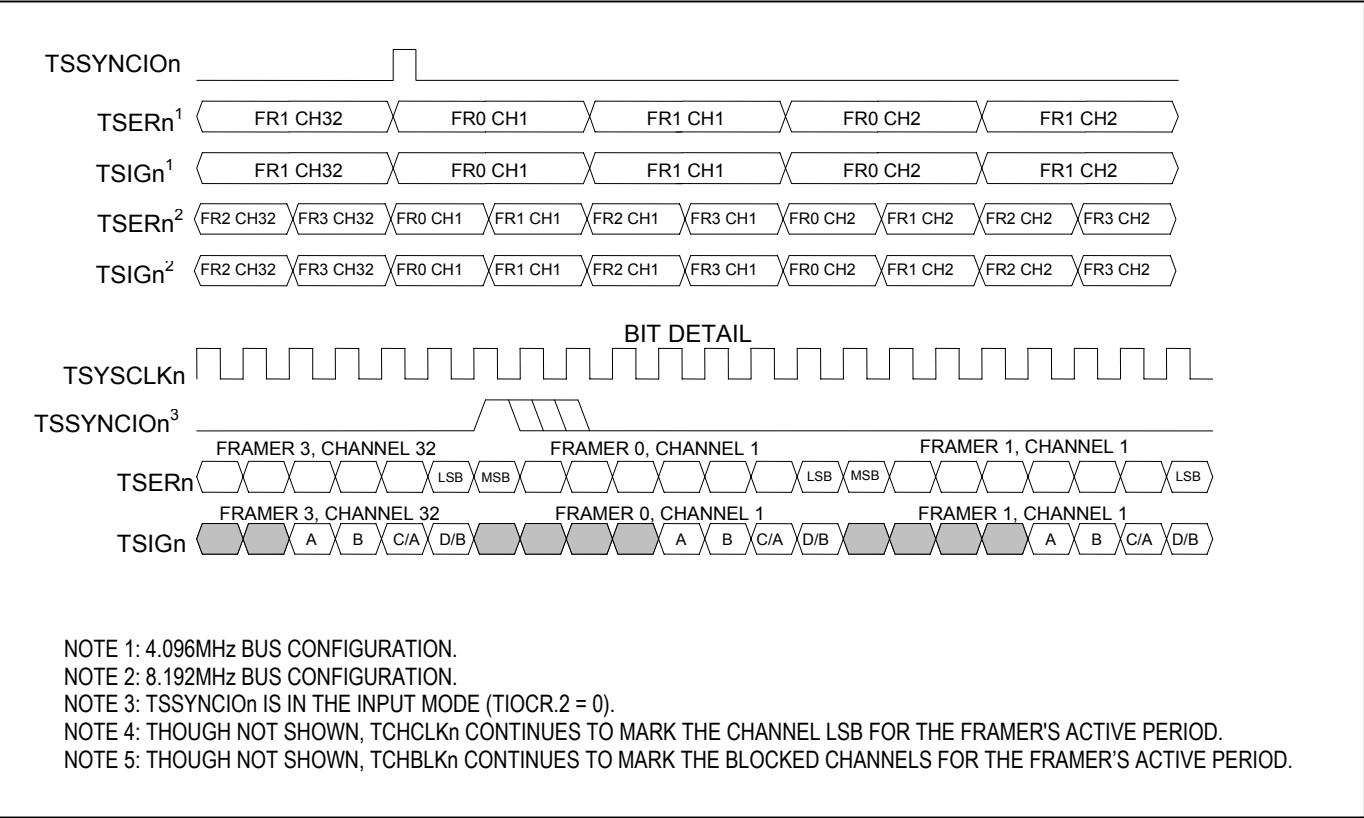 TSSYNCIOn
TSERn1 FR1 CH32 FR0 CH1 FR1 CH1 FR0 CH2 FR1 CH2
TSIGn1 FR1 CH32 FR0 CH1 FR1 CH1 FR0 CH2 FR1 CH2
TSERn2 FR2 CH32 FR3 CH32 FR0 CH1 FR1 CH1 FR2 CH1 FR3 CH1 FR0 CH2 FR1 CH2 FR2 CH2 FR3 CH2
TSIGn2 FR2 CH32 FR3 CH32 FR0 CH1 FR1 CH1 FR2 CH1 FR3 CH1 FR0 CH2 FR1 CH2 FR2 CH2 FR3 CH2
BIT DETAIL
TSYSCLKn
TSSYNCIOn3
FRAMER 3, CHANNEL 32 FRAMER 0, CHANNEL 1 FRAMER 1, CHANNEL 1
TSERn LSB MSB LSB MSB LSB
FRAMER 3, CHANNEL 32 FRAMER 0, CHANNEL 1 FRAMER 1, CHANNEL 1
TSIGn A B C/A D/B A B C/A D/B A B C/A D/B
NOTE 1: 4.096MHz BUS CONFIGURATION.
NOTE 2: 8.192MHz BUS CONFIGURATION.
NOTE 3: TSSYNCIOn IS IN THE INPUT MODE (TIOCR.2 = 0).
NOTE 4: THOUGH NOT SHOWN, TCHCLKn CONTINUES TO MARK THE CHANNEL LSB FOR THE FRAMER'S ACTIVE PERIOD.
NOTE 5: THOUGH NOT SHOWN, TCHBLKn CONTINUES TO MARK THE BLOCKED CHANNELS FOR THE FRAMER’S ACTIVE PERIOD.